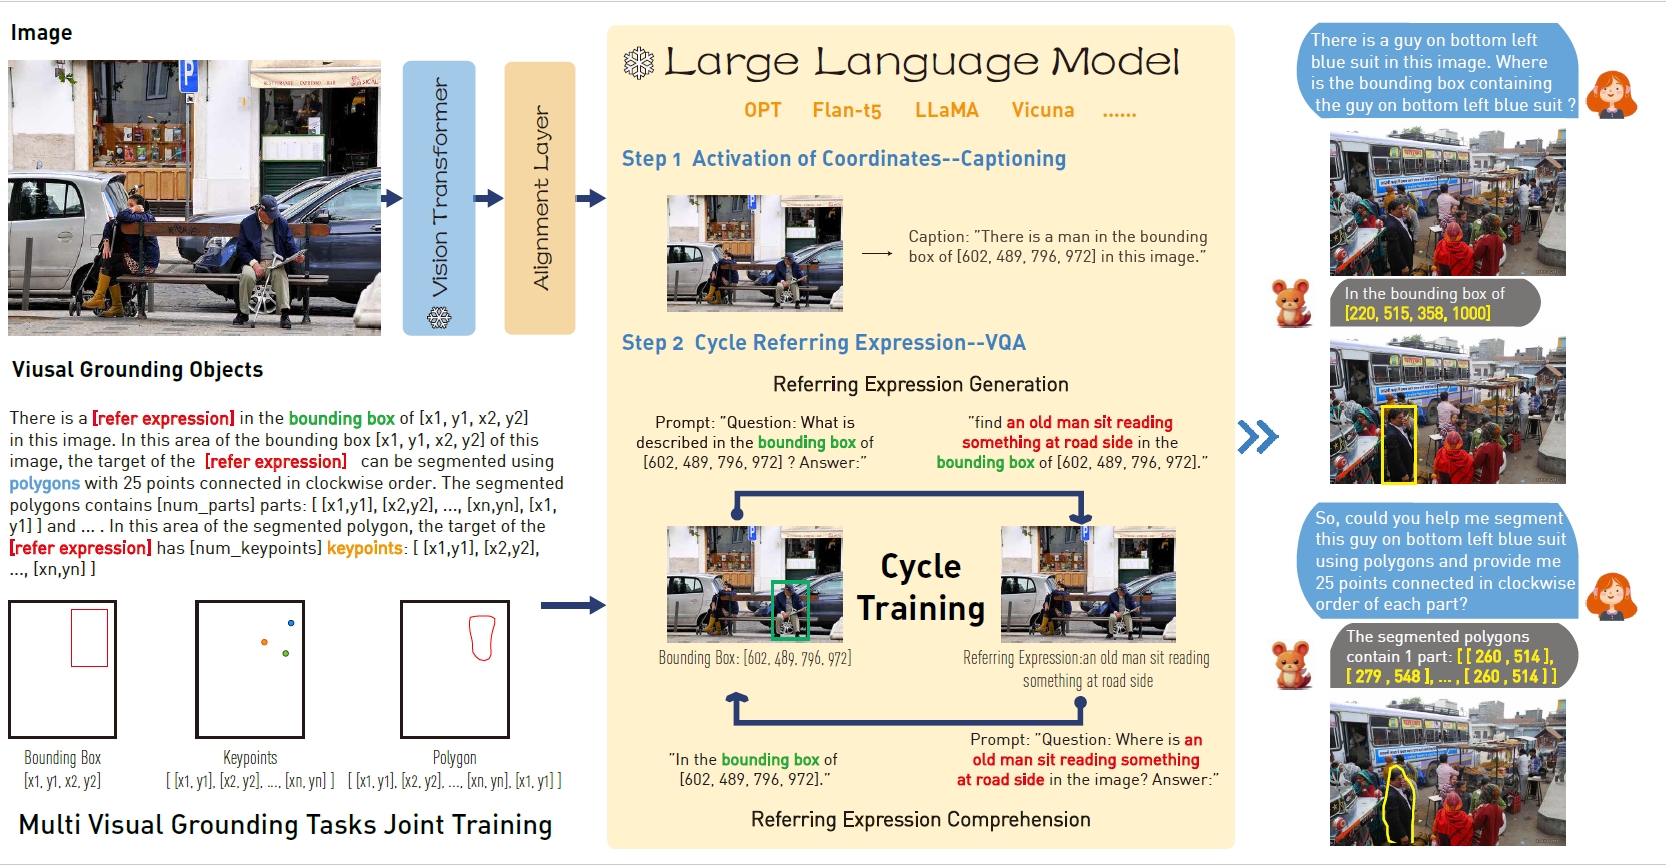 Image
P
Vision Transformer
Alignment Layer
Viusal Grounding Objects
There is a [refer expression] in the bounding box of [x1, y1, x2, y2]
in this image. In this area of the bounding box [x1, y1, x2, y2] of this
image, the target of the [refer expression] can be segmented using
polygons with 25 points connected in clockwise order. The segmented
polygons contains [num_parts] parts: [ [x1,y1], [x2,y2], ..., [xn,yn], [x1,
y1] ] and ... . In this area of the segmented polygon, the target of the
[refer expression] has [num_keypoints] keypoints: [ [x1,y1], [x2,y2],
..., [xn,yn] ]
Bounding Box
[x1, y1, x2, y2]
Keypoints
[ [x1, y1], [x2, y2], ..., [xn, yn] ]
Polygon
[ [x1, y1], [x2, y2], ..., [xn, yn], [x1, y1] ]
Multi Visual Grounding Tasks Joint Training
Large Language Model
OPT Flan-t5 LLaMA Vicuna ......
Step 1 Activation of Coordinates--Captioning
Caption: "There is a man in the bounding
box of [602, 489, 796, 972] in this image."
Step 2 Cycle Referring Expression--VQA
Referring Expression Generation
Prompt: "Question: What is
described in the bounding box of
[602, 489, 796, 972] ? Answer:"
"find an old man sit reading
something at road side in the
bounding box of [602, 489, 796, 972]."
Cycle
Training
Bounding Box: [602, 489, 796, 972]
Referring Expression:an old man sit reading
something at road side
"In the bounding box of
[602, 489, 796, 972]."
Prompt: "Question: Where is an
old man sit reading something
at road side in the image? Answer:"
Referring Expression Comprehension
There is a guy on bottom left
blue suit in this image. Where
is the bounding box containing
the guy on bottom left blue suit ?
In the bounding box of
[220, 515, 358, 1000]
So, could you help me segment
this guy on bottom left blue suit
using polygons and provide me
25 points connected in clockwise
order of each part?
The segmented polygons
contain 1 part: [ [ 260 , 514 ],
[ 279 , 548 ], ... , [ 260 , 514 ] ]